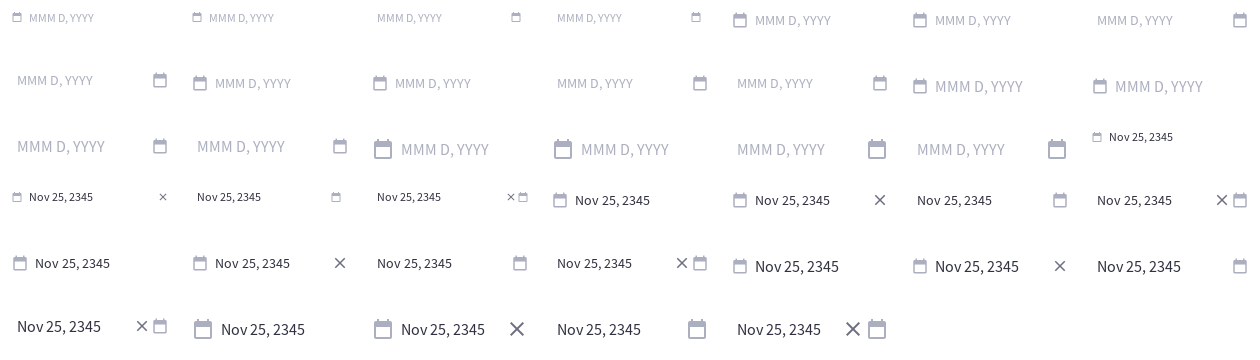 MMM D, YYYY MMM D, YYYY MMM D, YYYY MMM D, YYYY MMM D, YYYY MMM D, YYYY MMM D, YYYY
MMM D, YYYY MMM D, YYYY MMM D, YYYY MMM D, YYYY MMM D, YYYY MMM D, YYYY MMM D, YYYY
MMM D, YYYY MMM D, YYYY MMM D, YYYY MMM D, YYYY MMM D, YYYY MMM D, YYYY Nov 25, 2345
Nov 25, 2345 Nov 25, 2345 Nov 25, 2345 Nov 25, 2345 Nov 25, 2345 Nov 25, 2345 Nov 25, 2345
Nov 25, 2345 Nov 25, 2345 Nov 25, 2345 Nov 25, 2345 Nov 25, 2345 Nov 25, 2345 Nov 25, 2345
Nov 25, 2345 Nov 25, 2345 Nov 25, 2345 Nov 25, 2345 Nov 25, 2345